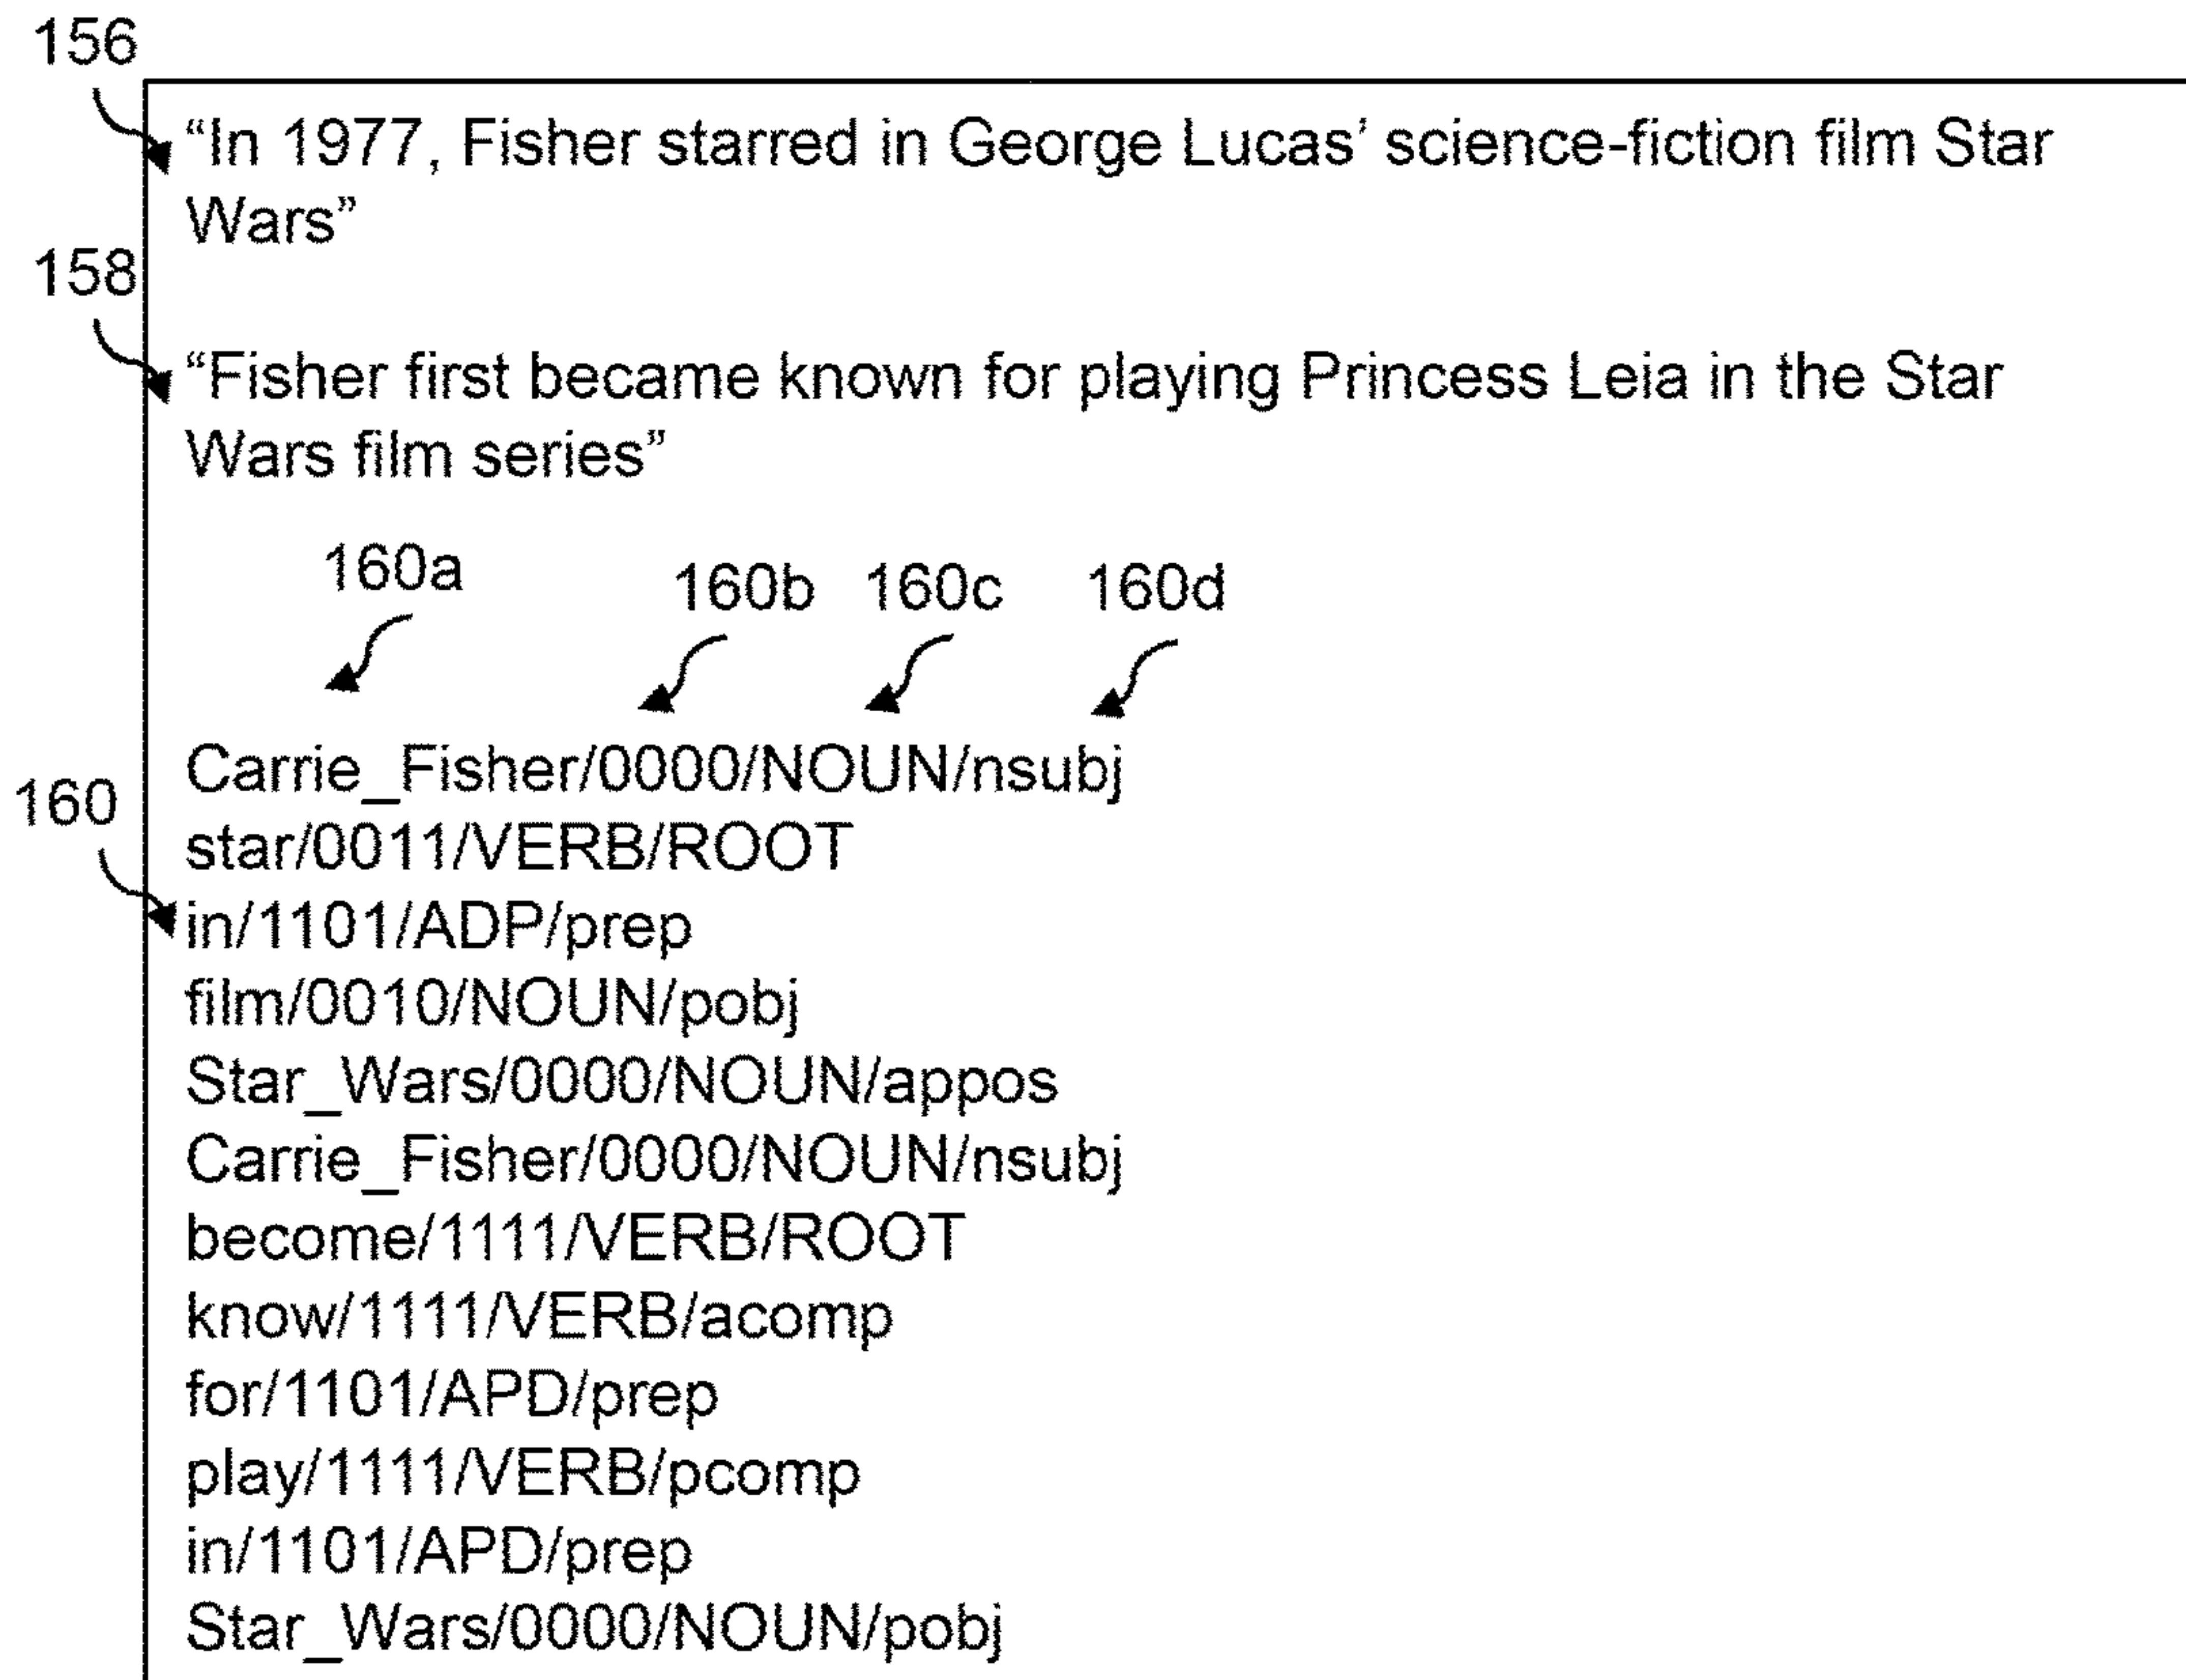 156
“In 1977, Fisher starred in George Lucas’ science-fiction film Star
Wars”
158
“Fisher first became known for playing Princess Leia in the Star
Wars film series”
160a
160b 160c 160d
Carrie_Fisher/0000/NOUN/nsubj
160
star/0011/VERB/ROOT
in/1101/ADP/prep
film/0010/NOUN/pobj
Star_Wars/0000/NOUN/appos
Carrie_Fisher/0000/NOUN/nsubj
become/1111/VERB/ROOT
know/1111/VERB/acomp
for/1101/APD/prep
play/1111/VERB/pcomp
in/1101/APD/prep
Star_Wars/0000/NOUN/pobj